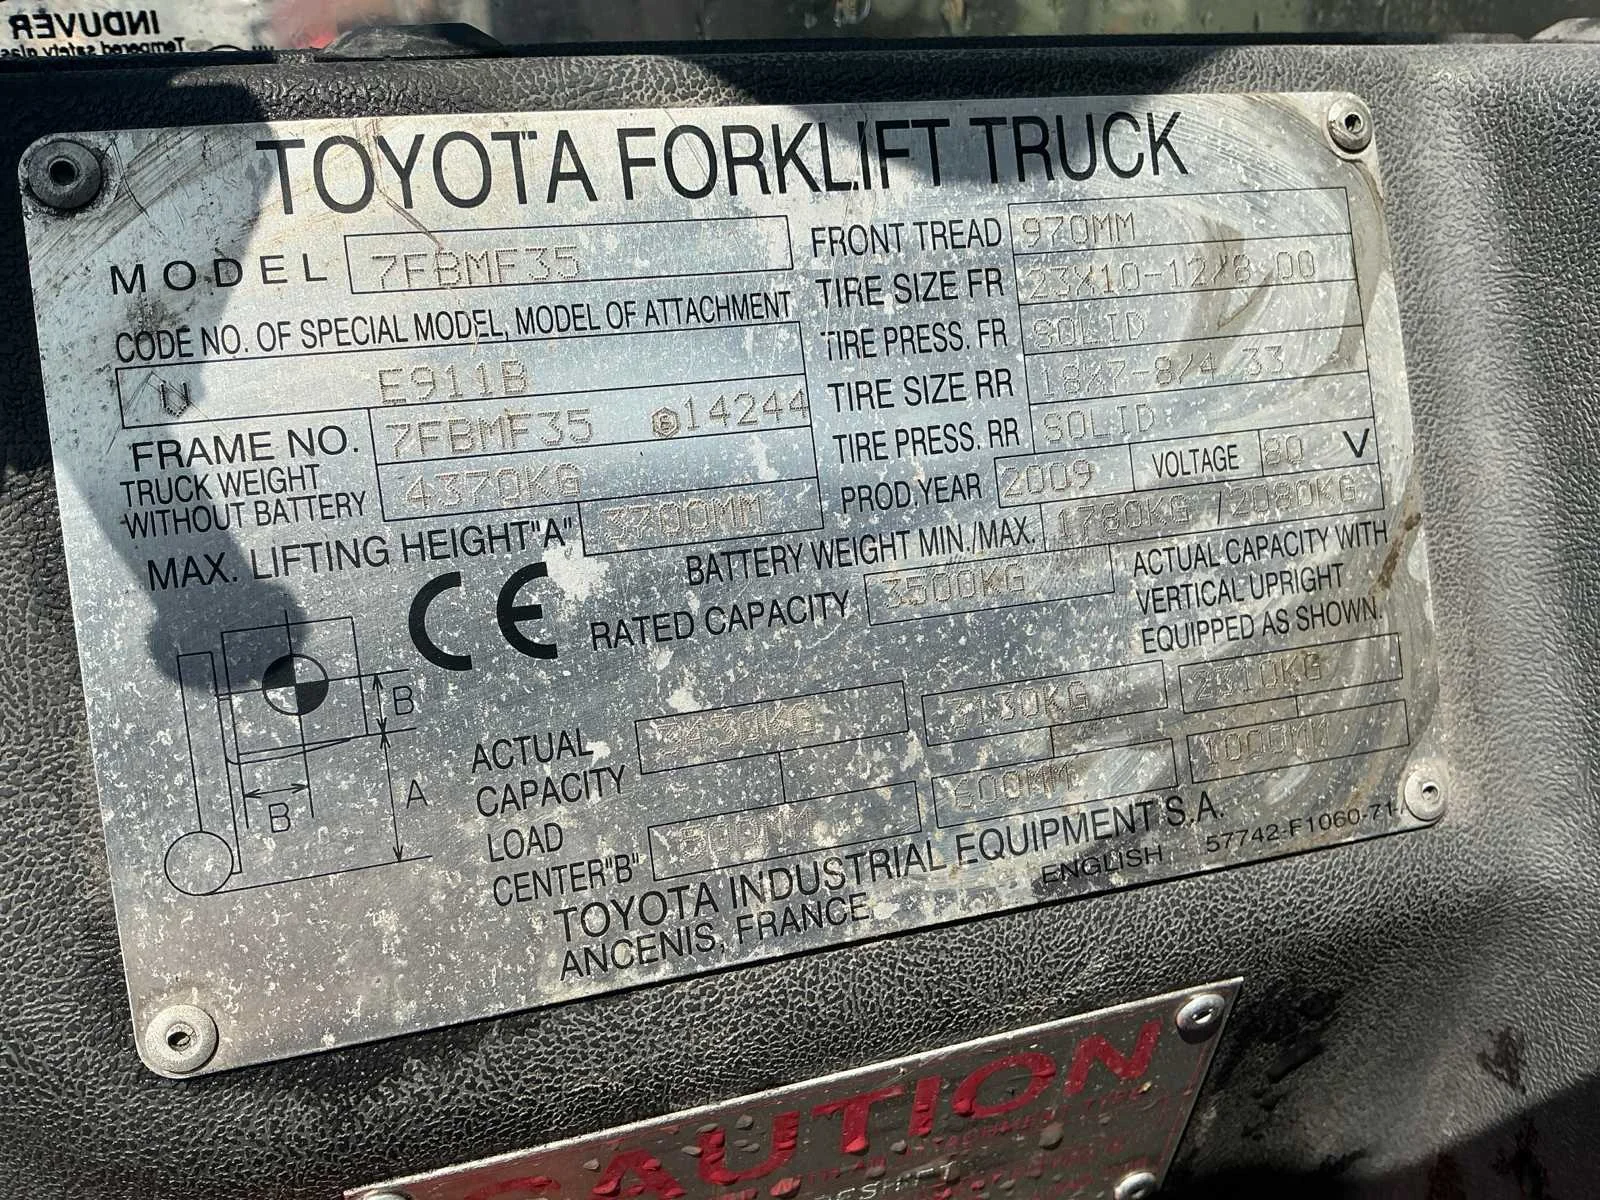 INDUVER
Tempered safety glass
TOYOTA FORKLIFT TRUCK
MODEL 7FBMF35
CODE NO. OF SPECIAL MODEL, MODEL OF ATTACHMENT
U E911B
FRAME NO. 7FBMF35 14244
TRUCK WEIGHT
WITHOUT BATTERY 4370KG
MAX. LIFTING HEIGHT"A" 3700MM
FRONT TREAD 970MM
TIRE SIZE FR 23X10-12/8.00
TIRE PRESS. FR SOLID
TIRE SIZE RR 18X7-8/4.33
TIRE PRESS. RR SOLID
PROD.YEAR 2009 VOLTAGE 80 V
BATTERY WEIGHT MIN./MAX. 1780KG /2080KG
CE
RATED CAPACITY 3500KG
ACTUAL CAPACITY WITH
VERTICAL UPRIGHT
EQUIPPED AS SHOWN.
B
B
A
ACTUAL
CAPACITY 3430KG 3130KG 2310KG
LOAD
CENTER"B" 500MM 600MM 1000MM
TOYOTA INDUSTRIAL EQUIPMENT S.A.
ANCENIS, FRANCE
ENGLISH 57742-F1060-71
CAUTION